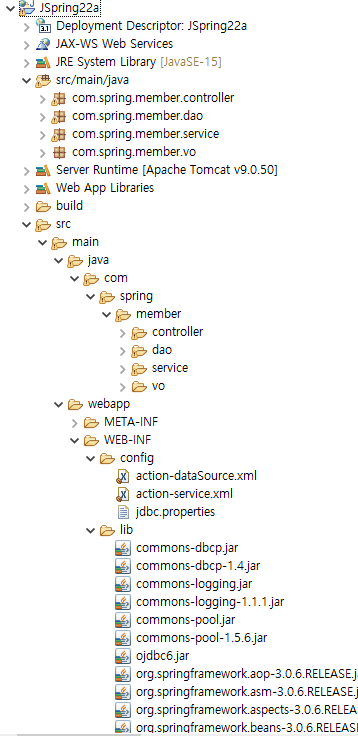 JSpring22a
Deployment Descriptor: JSpring22a
3.1
JAX-WS Web Services
JRE System Library [JavaSE-15]
src/main/java
com.spring.member.controller
com.spring.member.dao
com.spring.member.service
com.spring.member.vo
Server Runtime [Apache Tomcat v9.0.50]
Web App Libraries
build
src
main
java
com
spring
member
controller
dao
service
vo
webapp
META-INF
WEB-INF
config
action-dataSource.xml
action-service.xml
jdbc.properties
lib
commons-dbcp.jar
commons-dbcp-1.4.jar
commons-logging.jar
commons-logging-1.1.1.jar
commons-pool.jar
commons-pool-1.5.6.jar
ojdbc6.jar
org.springframework.aop-3.0.6.RELEASE.j
org.springframework.asm-3.0.6.RELEASE.
org.springframework.aspects-3.0.6.RELEA
org.springframework.beans-3.0.6.RELEAS